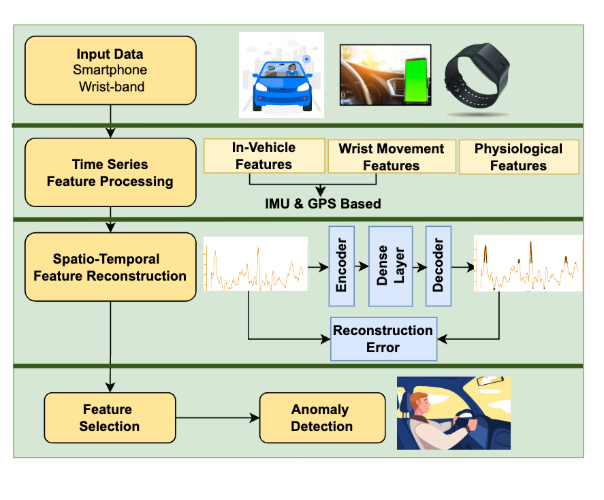 Input Data
Smartphone
Wrist-band
Time Series
Feature Processing
In-Vehicle
Features
Wrist Movement
Features
Physiological
Features
IMU & GPS Based
Spatio-Temporal
Feature Reconstruction
Encoder
Dense
Layer
Decoder
Reconstruction
Error
Feature
Selection
Anomaly
Detection